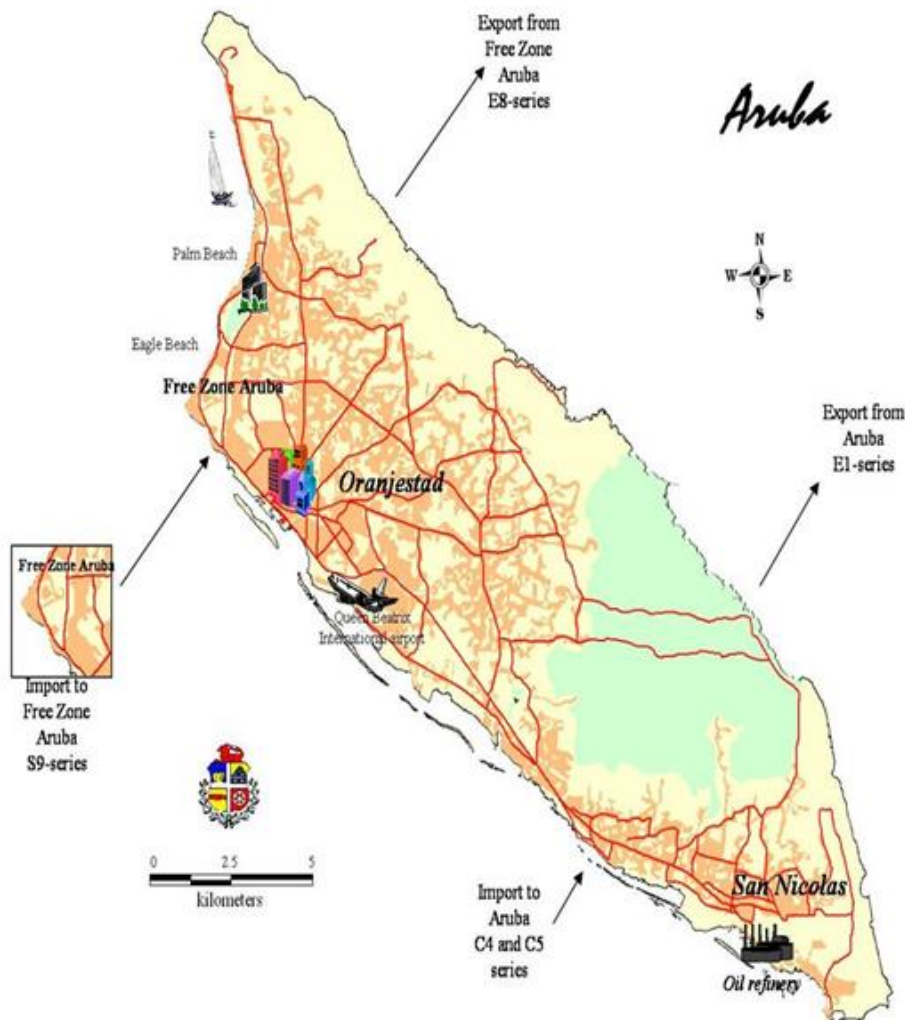 Export from
Free Zone
Aruba
E8-series
Aruba
N
W
E
S
Palm Beach
Eagle Beach
Free Zone Aruba
Export from
Aruba
E1-series
Oranjestad
Free Zone Aruba
Queen Beatrix
International airport
Import to
Free Zone
Aruba
S9-series
0 2.5 5
kilometers
Import to
Aruba
C4 and C5
series
San Nicolas
Oil refinery